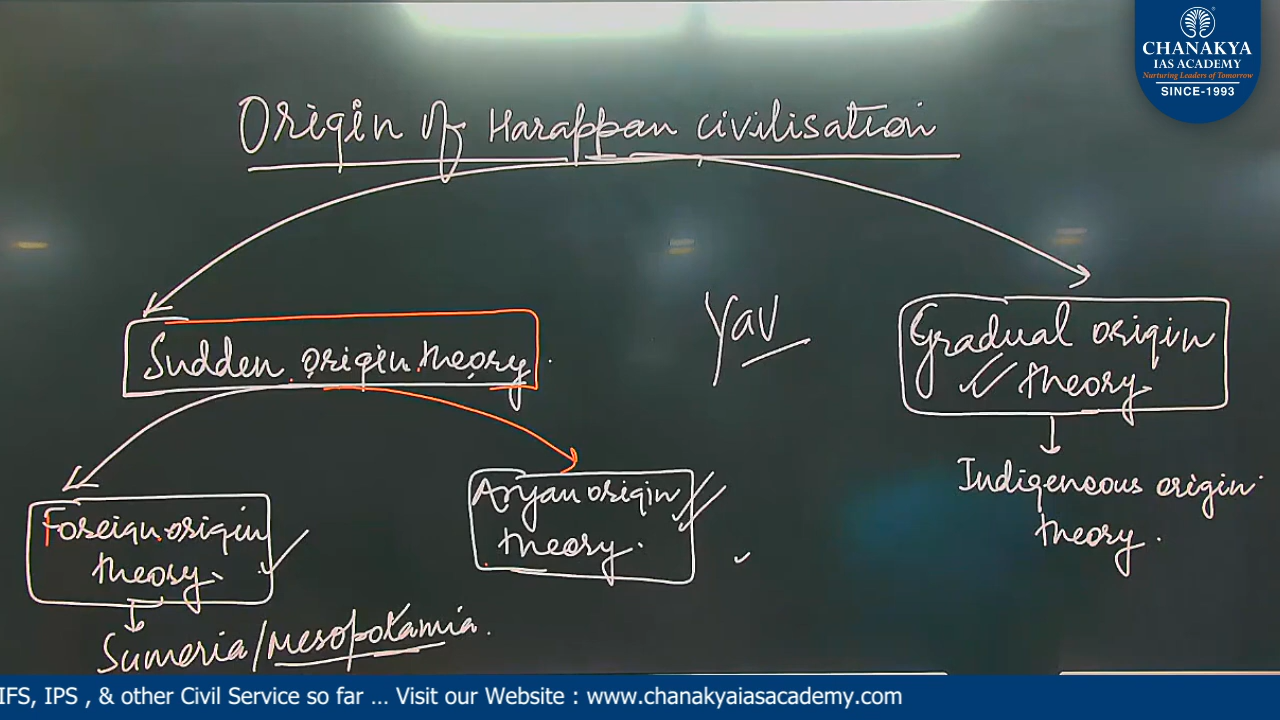 CHANAKYA
IAS ACADEMY
Nurturing Leaders of Tomorrow
SINCE-1993
Origin of Harappan civilisation
Sudden origin theory.
Yav
Gradual origin
theory.
Foreign origin
theory.
Aryan origin
theory.
Indigeneous origin
theory.
Sumeria/Mesopotamia.
IFS, IPS , & other Civil Service so far ... Visit our Website : www.chanakyaiasacademy.com